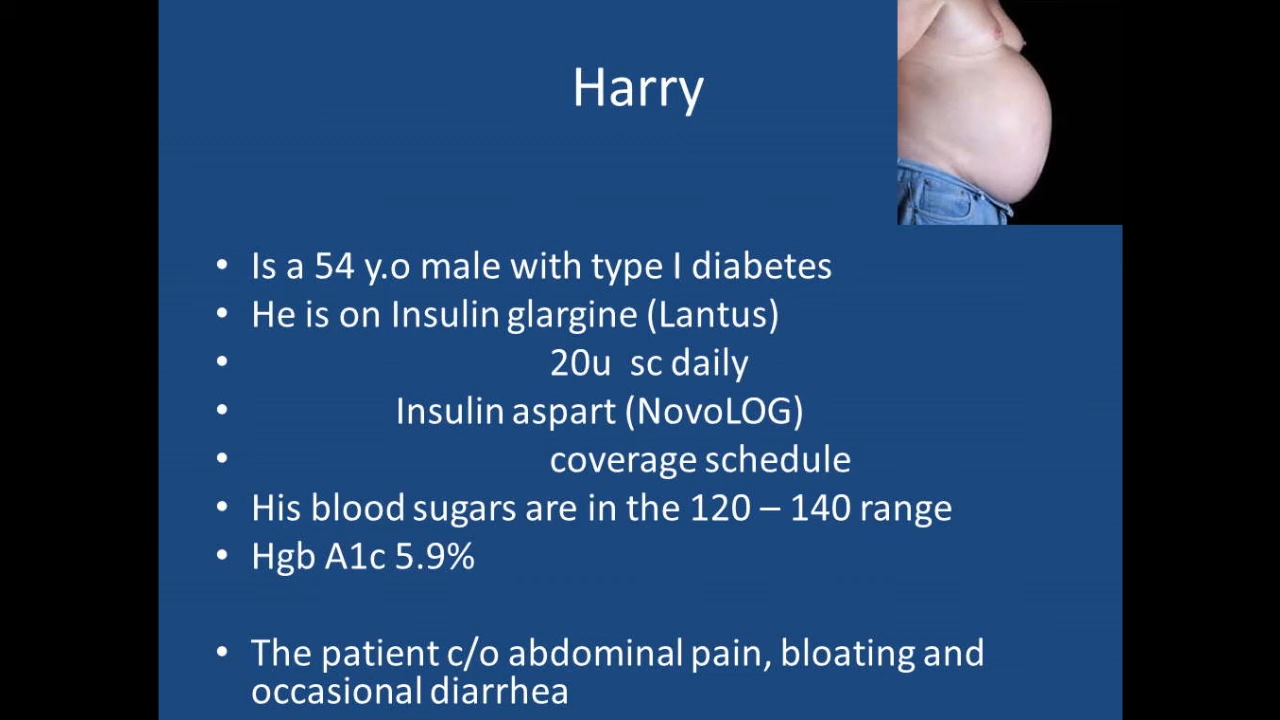 Harry
• Is a 54 y.o male with type I diabetes
• He is on Insulin glargine (Lantus)
• 20u sc daily
• Insulin aspart (NovoLOG)
• coverage schedule
• His blood sugars are in the 120 – 140 range
• Hgb A1c 5.9%
• The patient c/o abdominal pain, bloating and
occasional diarrhea